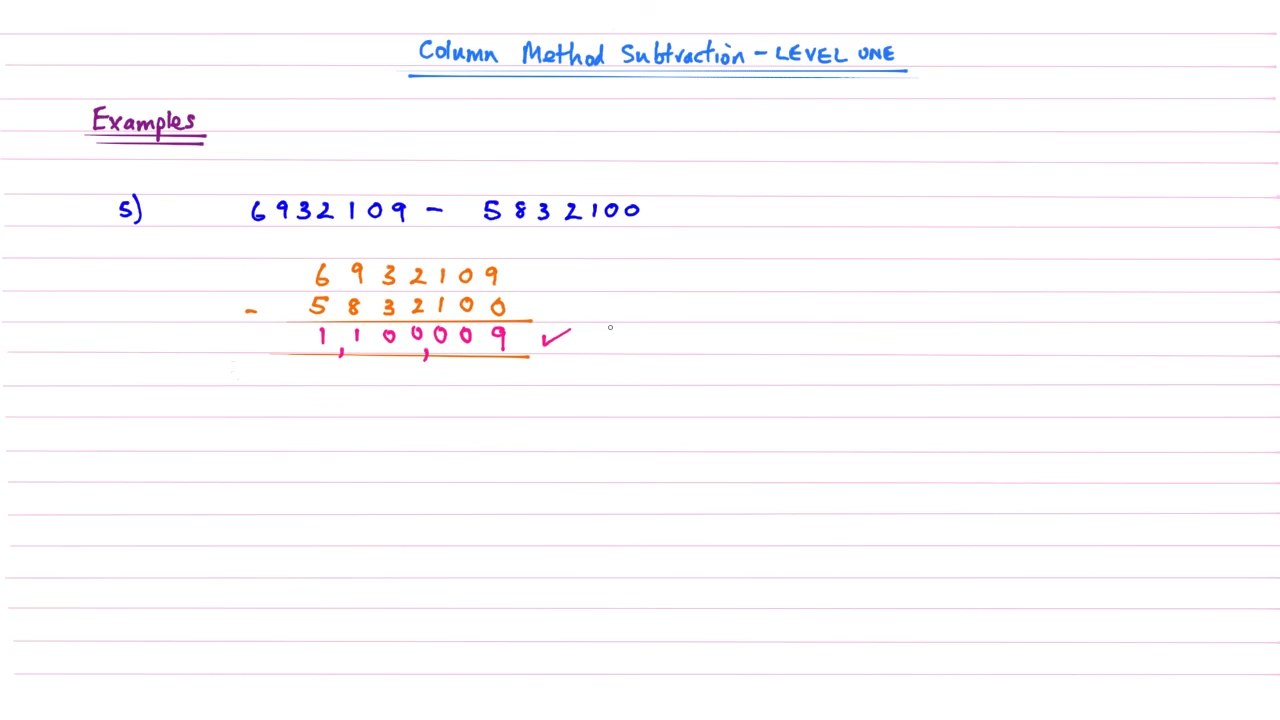 Column Method Subtraction - LEVEL ONE
Examples
5) 6932109 - 5832100
6932109
- 5832100
1,100,009 ✓